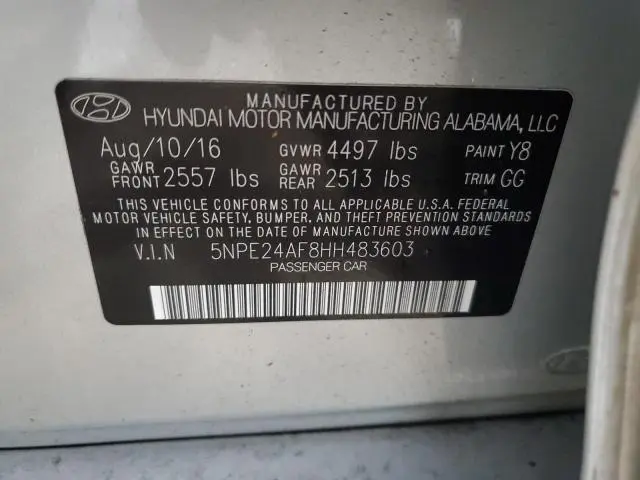 MANUFACTURED BY
HYUNDAI MOTOR MANUFACTURING ALABAMA, LLC
Aug/10/16 GVWR 4497 lbs PAINT Y8
GAWR FRONT 2557 lbs GAWR REAR 2513 lbs TRIM GG
THIS VEHICLE CONFORMS TO ALL APPLICABLE U.S.A. FEDERAL
MOTOR VEHICLE SAFETY, BUMPER, AND THEFT PREVENTION STANDARDS
IN EFFECT ON THE DATE OF MANUFACTURE SHOWN ABOVE.
V.I.N 5NPE24AF8HH483603
PASSENGER CAR